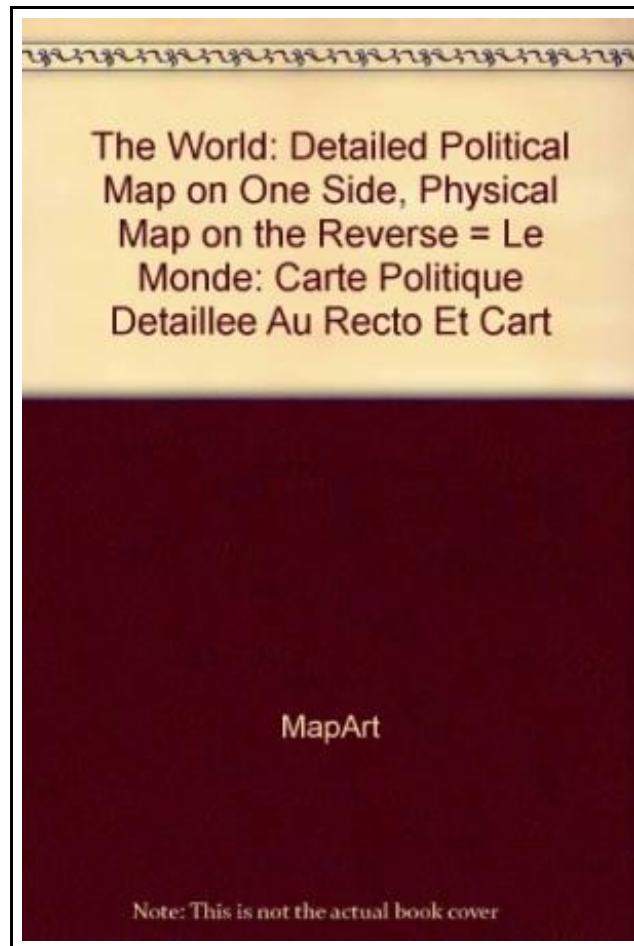 The World: Detailed Political
Map on One Side, Physical
Map on the Reverse = Le
Monde: Carte Politique
Detaillee Au Recto Et Cart
MapArt
Note: This is not the actual book cover